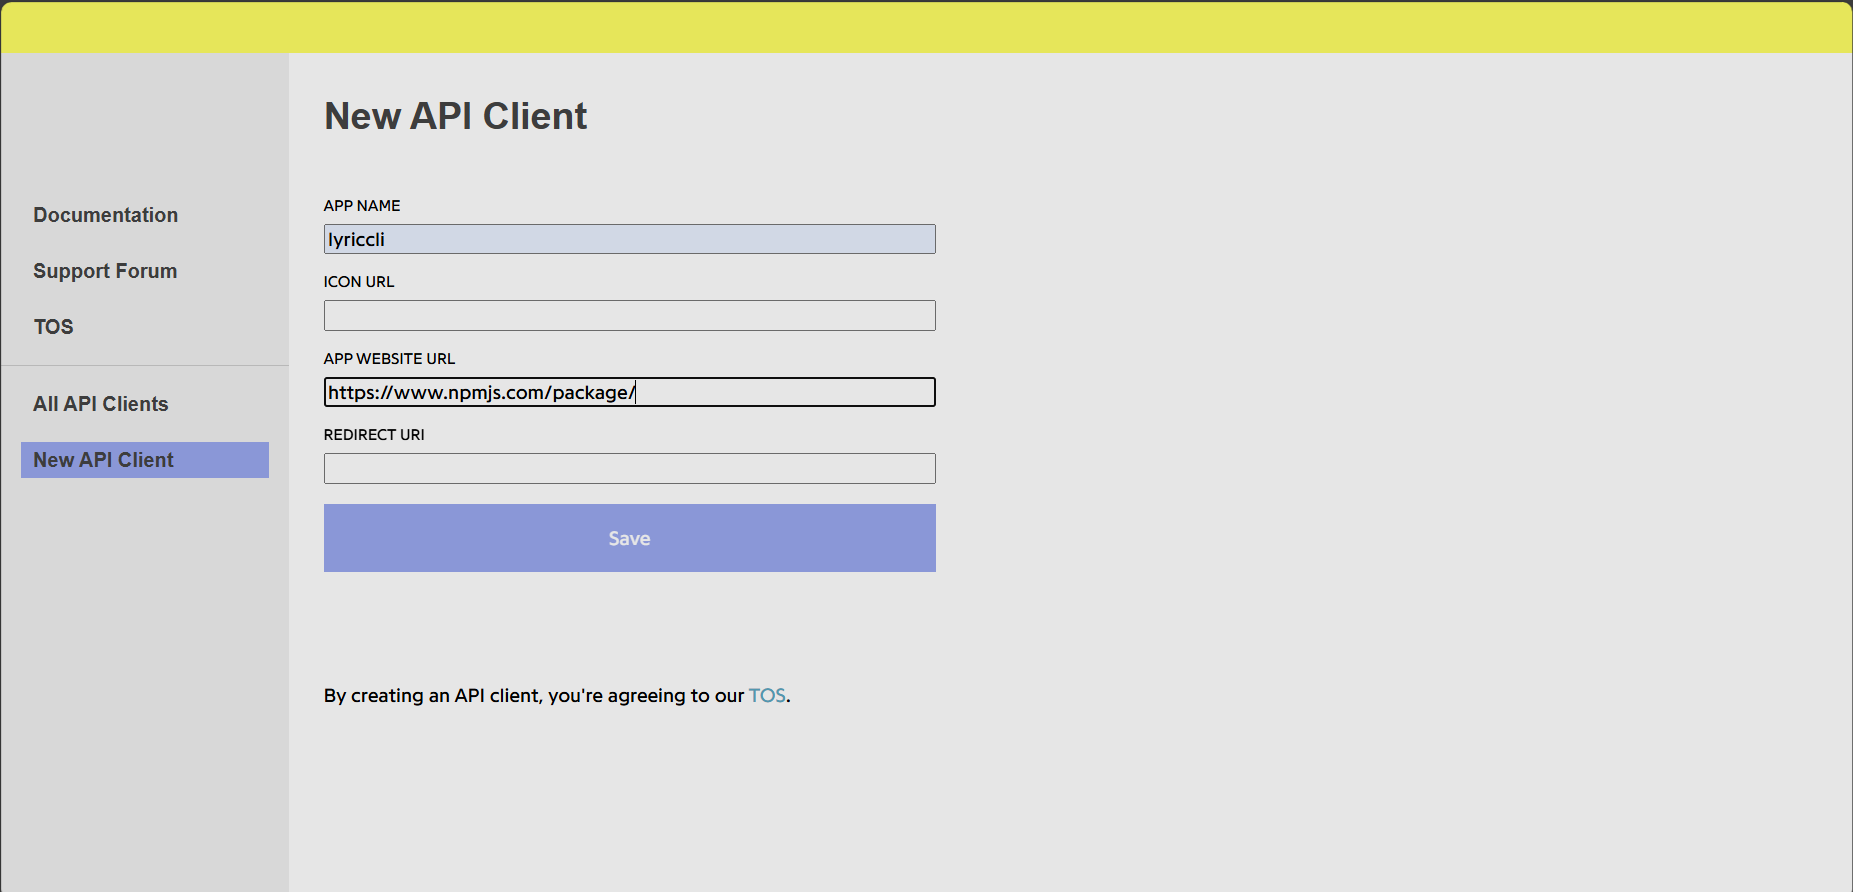 Documentation
Support Forum
TOS
All API Clients
New API Client
New API Client
APP NAME
lyriccli
ICON URL
APP WEBSITE URL
https://www.npmjs.com/package/
REDIRECT URI
Save
By creating an API client, you're agreeing to our TOS.